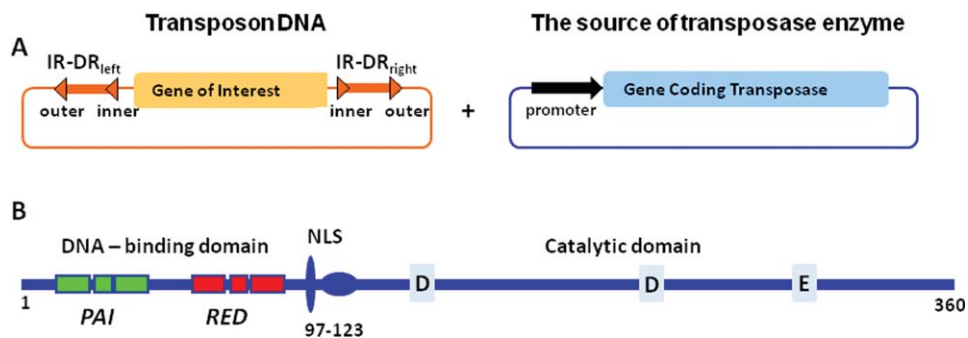 Transposon DNA
The source of transposase enzyme
A
IR-DRleft
IR-DRright
Gene of Interest
outer
inner
inner
outer
+
Gene Coding Transposase
promoter
B
DNA – binding domain
NLS
Catalytic domain
D
D
E
1
360
PAI
RED
97-123